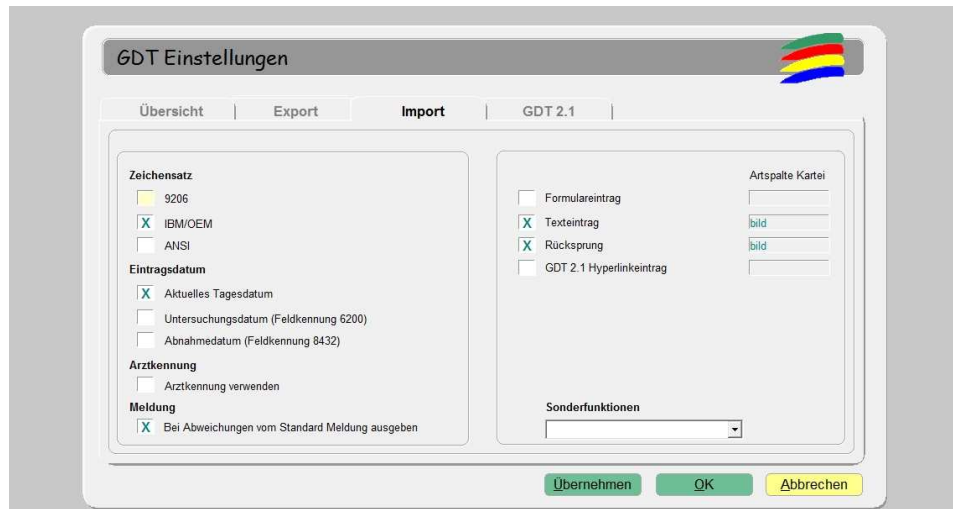 GDT Einstellungen
Übersicht | Export Import | GDT 2.1 |
Zeichensatz
9206
X IBM/OEM
ANSI
Eintragsdatum
X Aktuelles Tagesdatum
Untersuchungsdatum (Feldkennung 6200)
Abnahmedatum (Feldkennung 8432)
Arztkennung
Arztkennung verwenden
Meldung
X Bei Abweichungen vom Standard Meldung ausgeben
Artspalte Kartei
Formulareintrag
X Texteintrag bild
X Rücksprung bild
GDT 2.1 Hyperlinkeintrag
Sonderfunktionen
Übernehmen OK Abbrechen